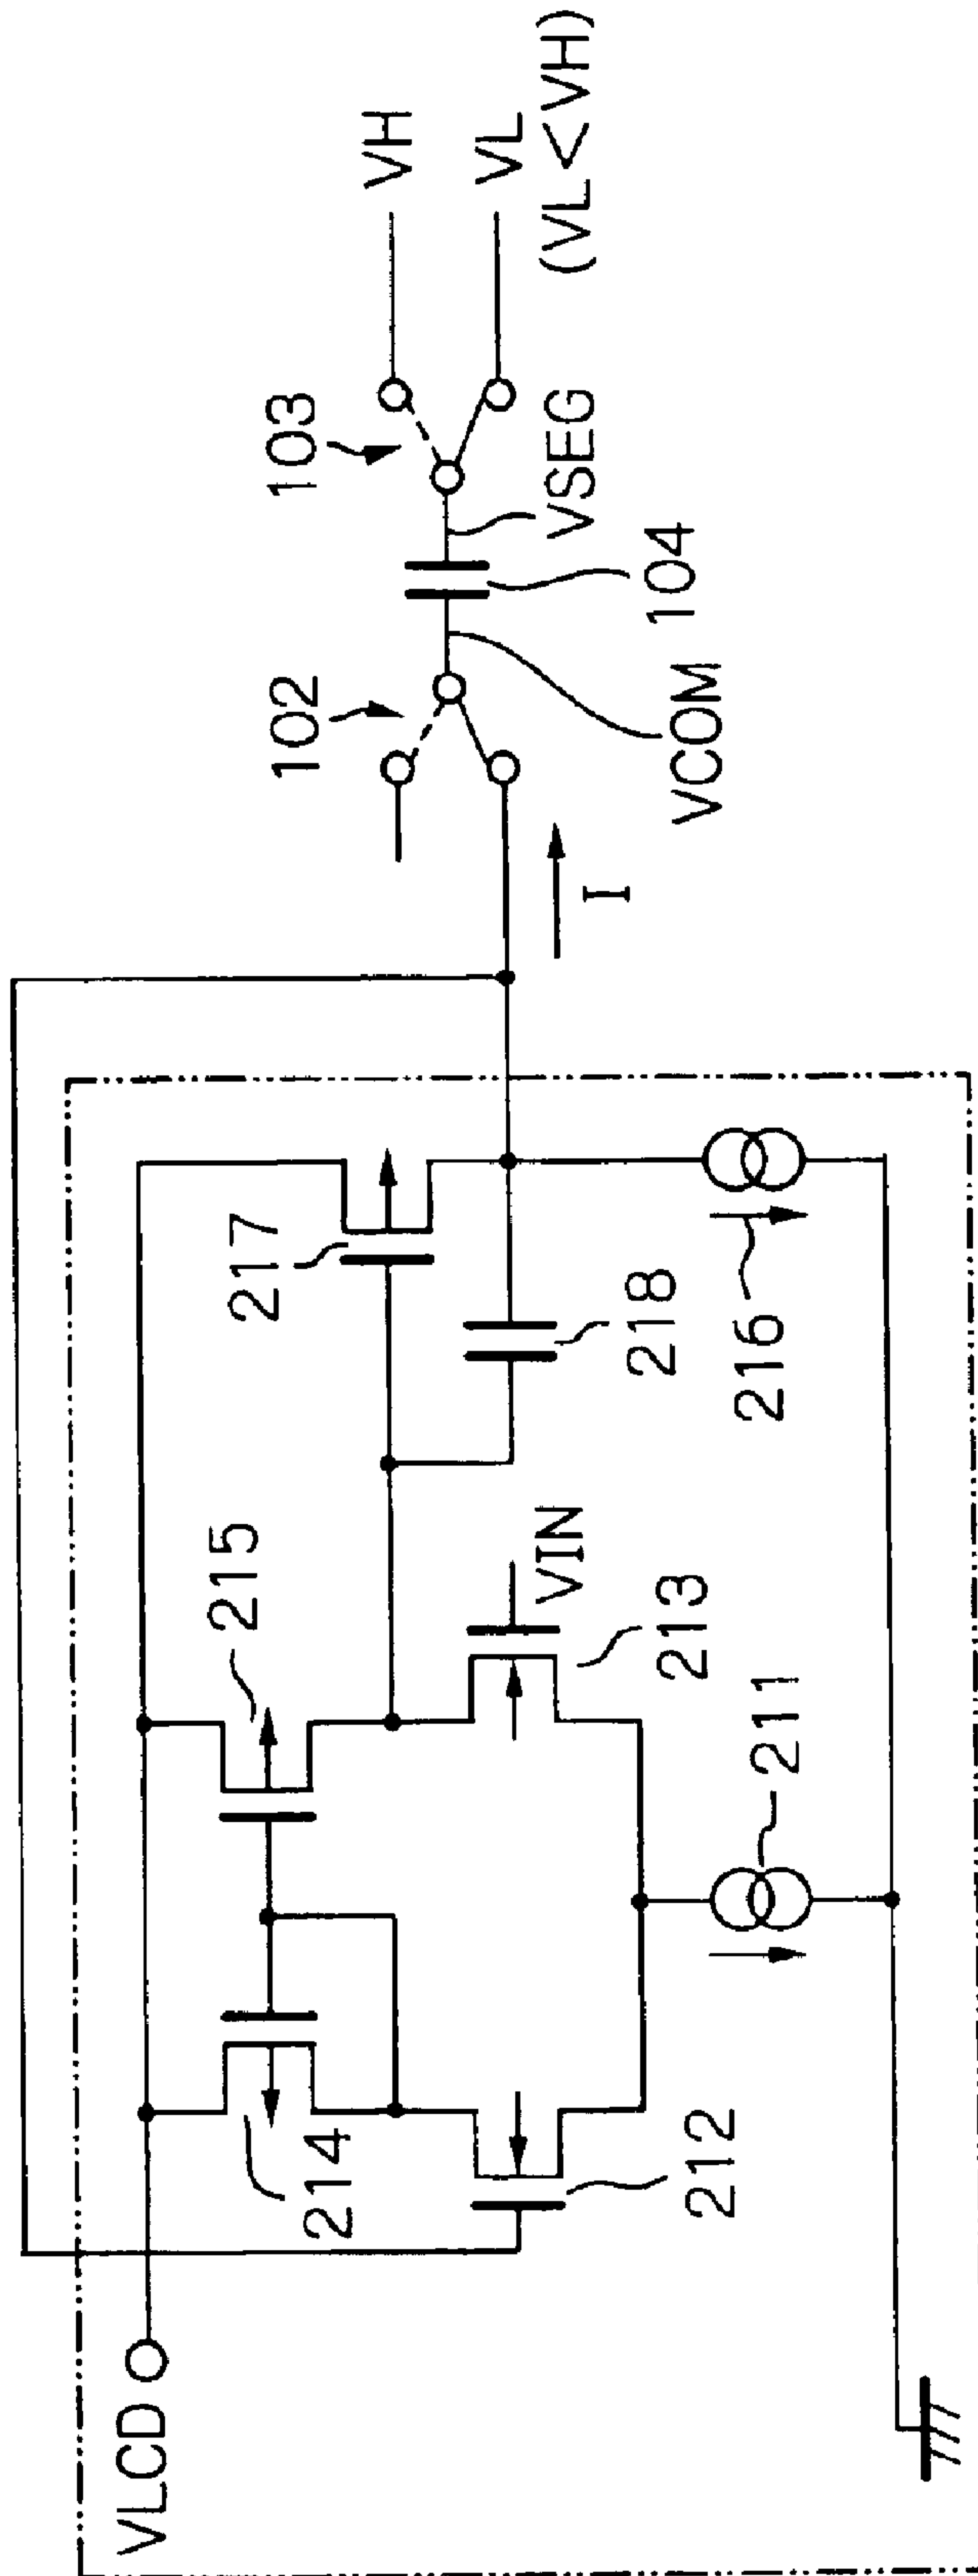 VLCD
214
215
217
212
213
VIN
218
211
216
102
103
I
VCOM
104
VSEG
VH
VL
(VL<VH)